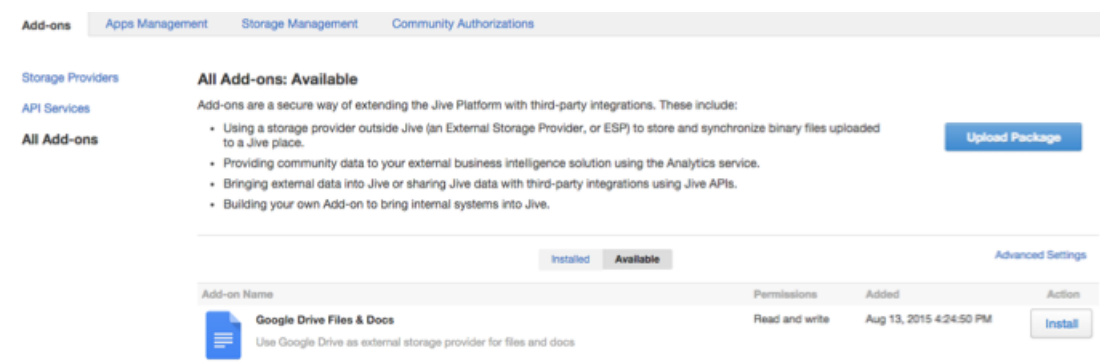 Add-ons Apps Management Storage Management Community Authorizations
Storage Providers
API Services
All Add-ons
All Add-ons: Available
Add-ons are a secure way of extending the Jive Platform with third-party integrations. These include:
• Using a storage provider outside Jive (an External Storage Provider, or ESP) to store and synchronize binary files uploaded
to a Jive place.
• Providing community data to your external business intelligence solution using the Analytics service.
• Bringing external data into Jive or sharing Jive data with third-party integrations using Jive APIs.
• Building your own Add-on to bring internal systems into Jive.
Upload Package
Installed Available
Advanced Settings
Add-on Name Permissions Added Action
Google Drive Files & Docs Read and write Aug 13, 2015 4:24:50 PM Install
Use Google Drive as external storage provider for files and docs